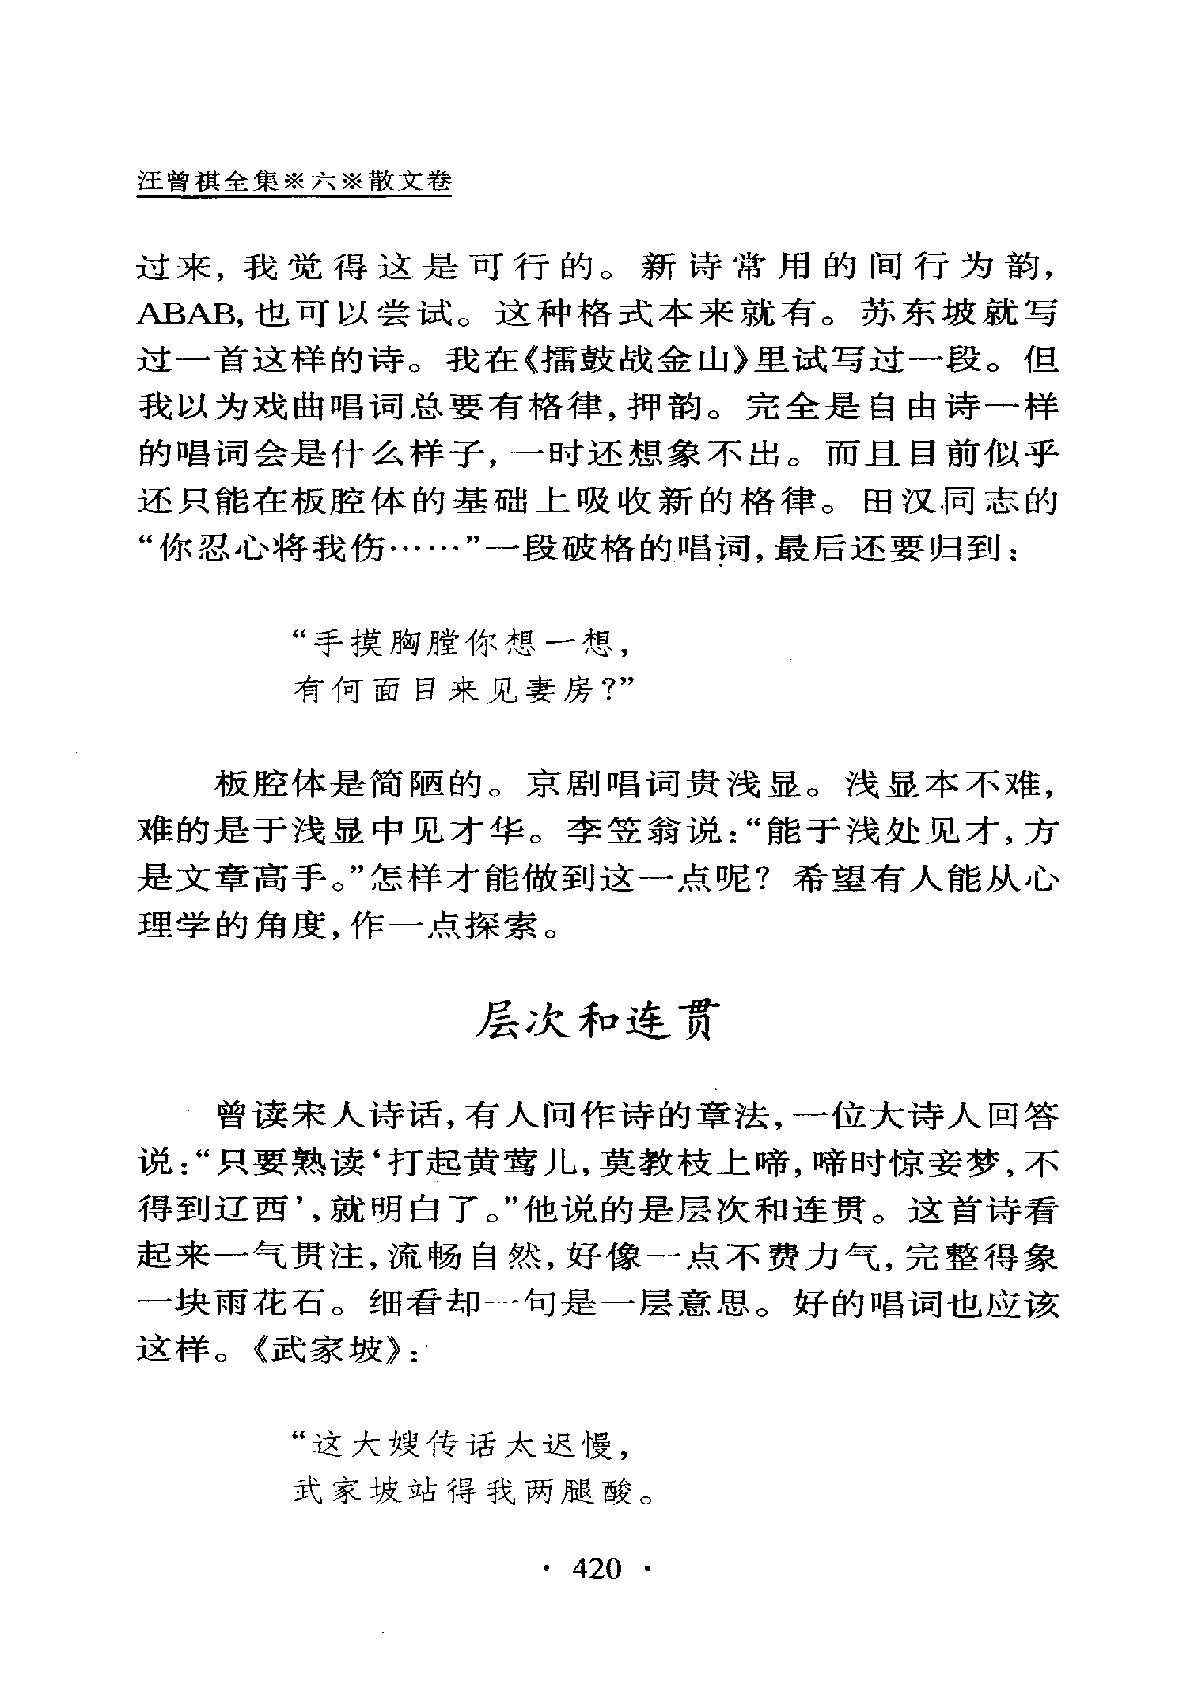 汪曾祺全集※六※散文卷
过来,我觉得这是可行的。新诗常用的间行为韵,
ABAB,也可以尝试。这种格式本来就有。苏东坡就写
过一首这样的诗。我在《擂鼓战金山》里试写过一段。但
我以为戏曲唱词总要有格律,押韵。完全是自由诗一样
的唱词会是什么样子,一时还想象不出。而且目前似乎
还只能在板腔体的基础上吸收新的格律。田汉同志的
“你忍心将我伤……”一段破格的唱词,最后还要归到:
“手摸胸膛你想一想,
有何面目来见妻房?”
板腔体是简陋的。京剧唱词贵浅显。浅显本不难,
难的是于浅显中见才华。李笠翁说:“能于浅处见才,方
是文章高手。”怎样才能做到这一点呢?希望有人能从心
理学的角度,作一点探索。
层次和连贯
曾读宋人诗话,有人问作诗的章法,一位大诗人回答
说:“只要熟读‘打起黄莺儿,莫教枝上啼,啼时惊妾梦,不
得到辽西’,就明白了。”他说的是层次和连贯。这首诗看
起来一气贯注,流畅自然,好像一点不费力气,完整得象
一块雨花石。细看却一句是一层意思。好的唱词也应该
这样。《武家坡》:
“这大嫂传话太迟慢,
武家坡站得我两腿酸。
· 420 ·